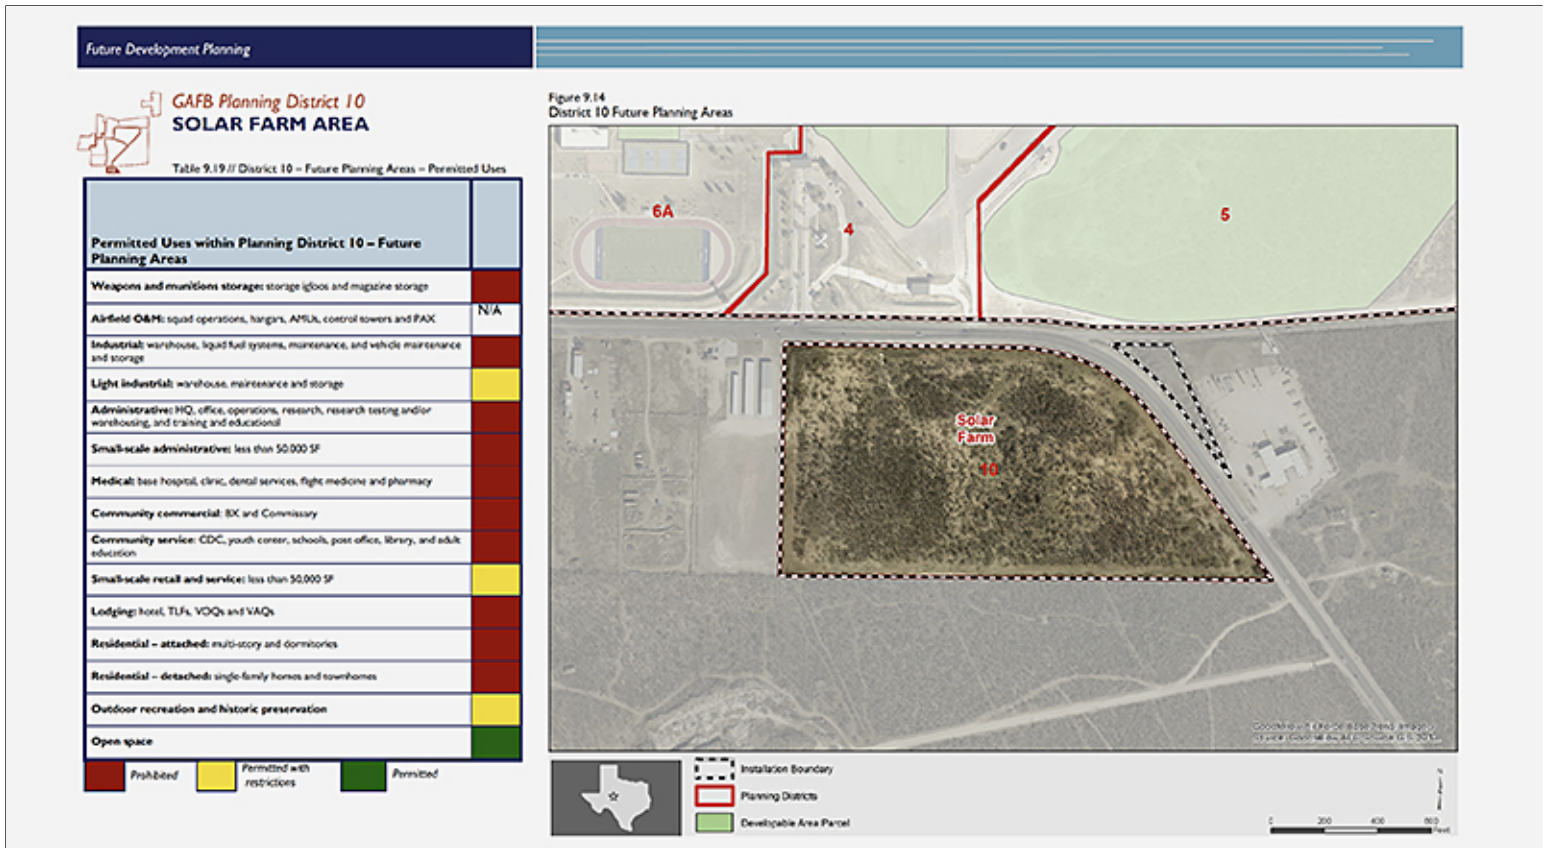 Future Development Planning
GAFB Planning District 10
SOLAR FARM AREA
Table 9.19 // District 10 – Future Planning Areas – Permitted Uses
Permitted Uses within Planning District 10 – Future
Planning Areas
Weapons and munitions storage: storage igloos and magazine storage
Airfield O&M: squad operations, hangars, AMUs, control towers and PAX
N/A
Industrial: warehouse, liquid fuel systems, maintenance, and vehicle maintenance
and storage
Light industrial: warehouse, maintenance and storage
Administrative: HQ, office, operations, research, research testing and/or
warehousing, and training and educational
Small-scale administrative: less than 50,000 SF
Medical: base hospital, clinic, dental services, flight medicine and pharmacy
Community commercial: BX and Commissary
Community service: CDC, youth center, schools, post office, library, and adult
education
Small-scale retail and service: less than 50,000 SF
Lodging: hotel, TLFs, VOQs and VAQs
Residential – attached: multi-story and dormitories
Residential – detached: single-family homes and townhomes
Outdoor recreation and historic preservation
Open space
Prohibited
Permitted with
restrictions
Permitted
Figure 9.14
District 10 Future Planning Areas
6A
4
5
Solar
Farm
10
Installation Boundary
Planning Districts
Developable Area Parcel
0 200 400 600
Feet